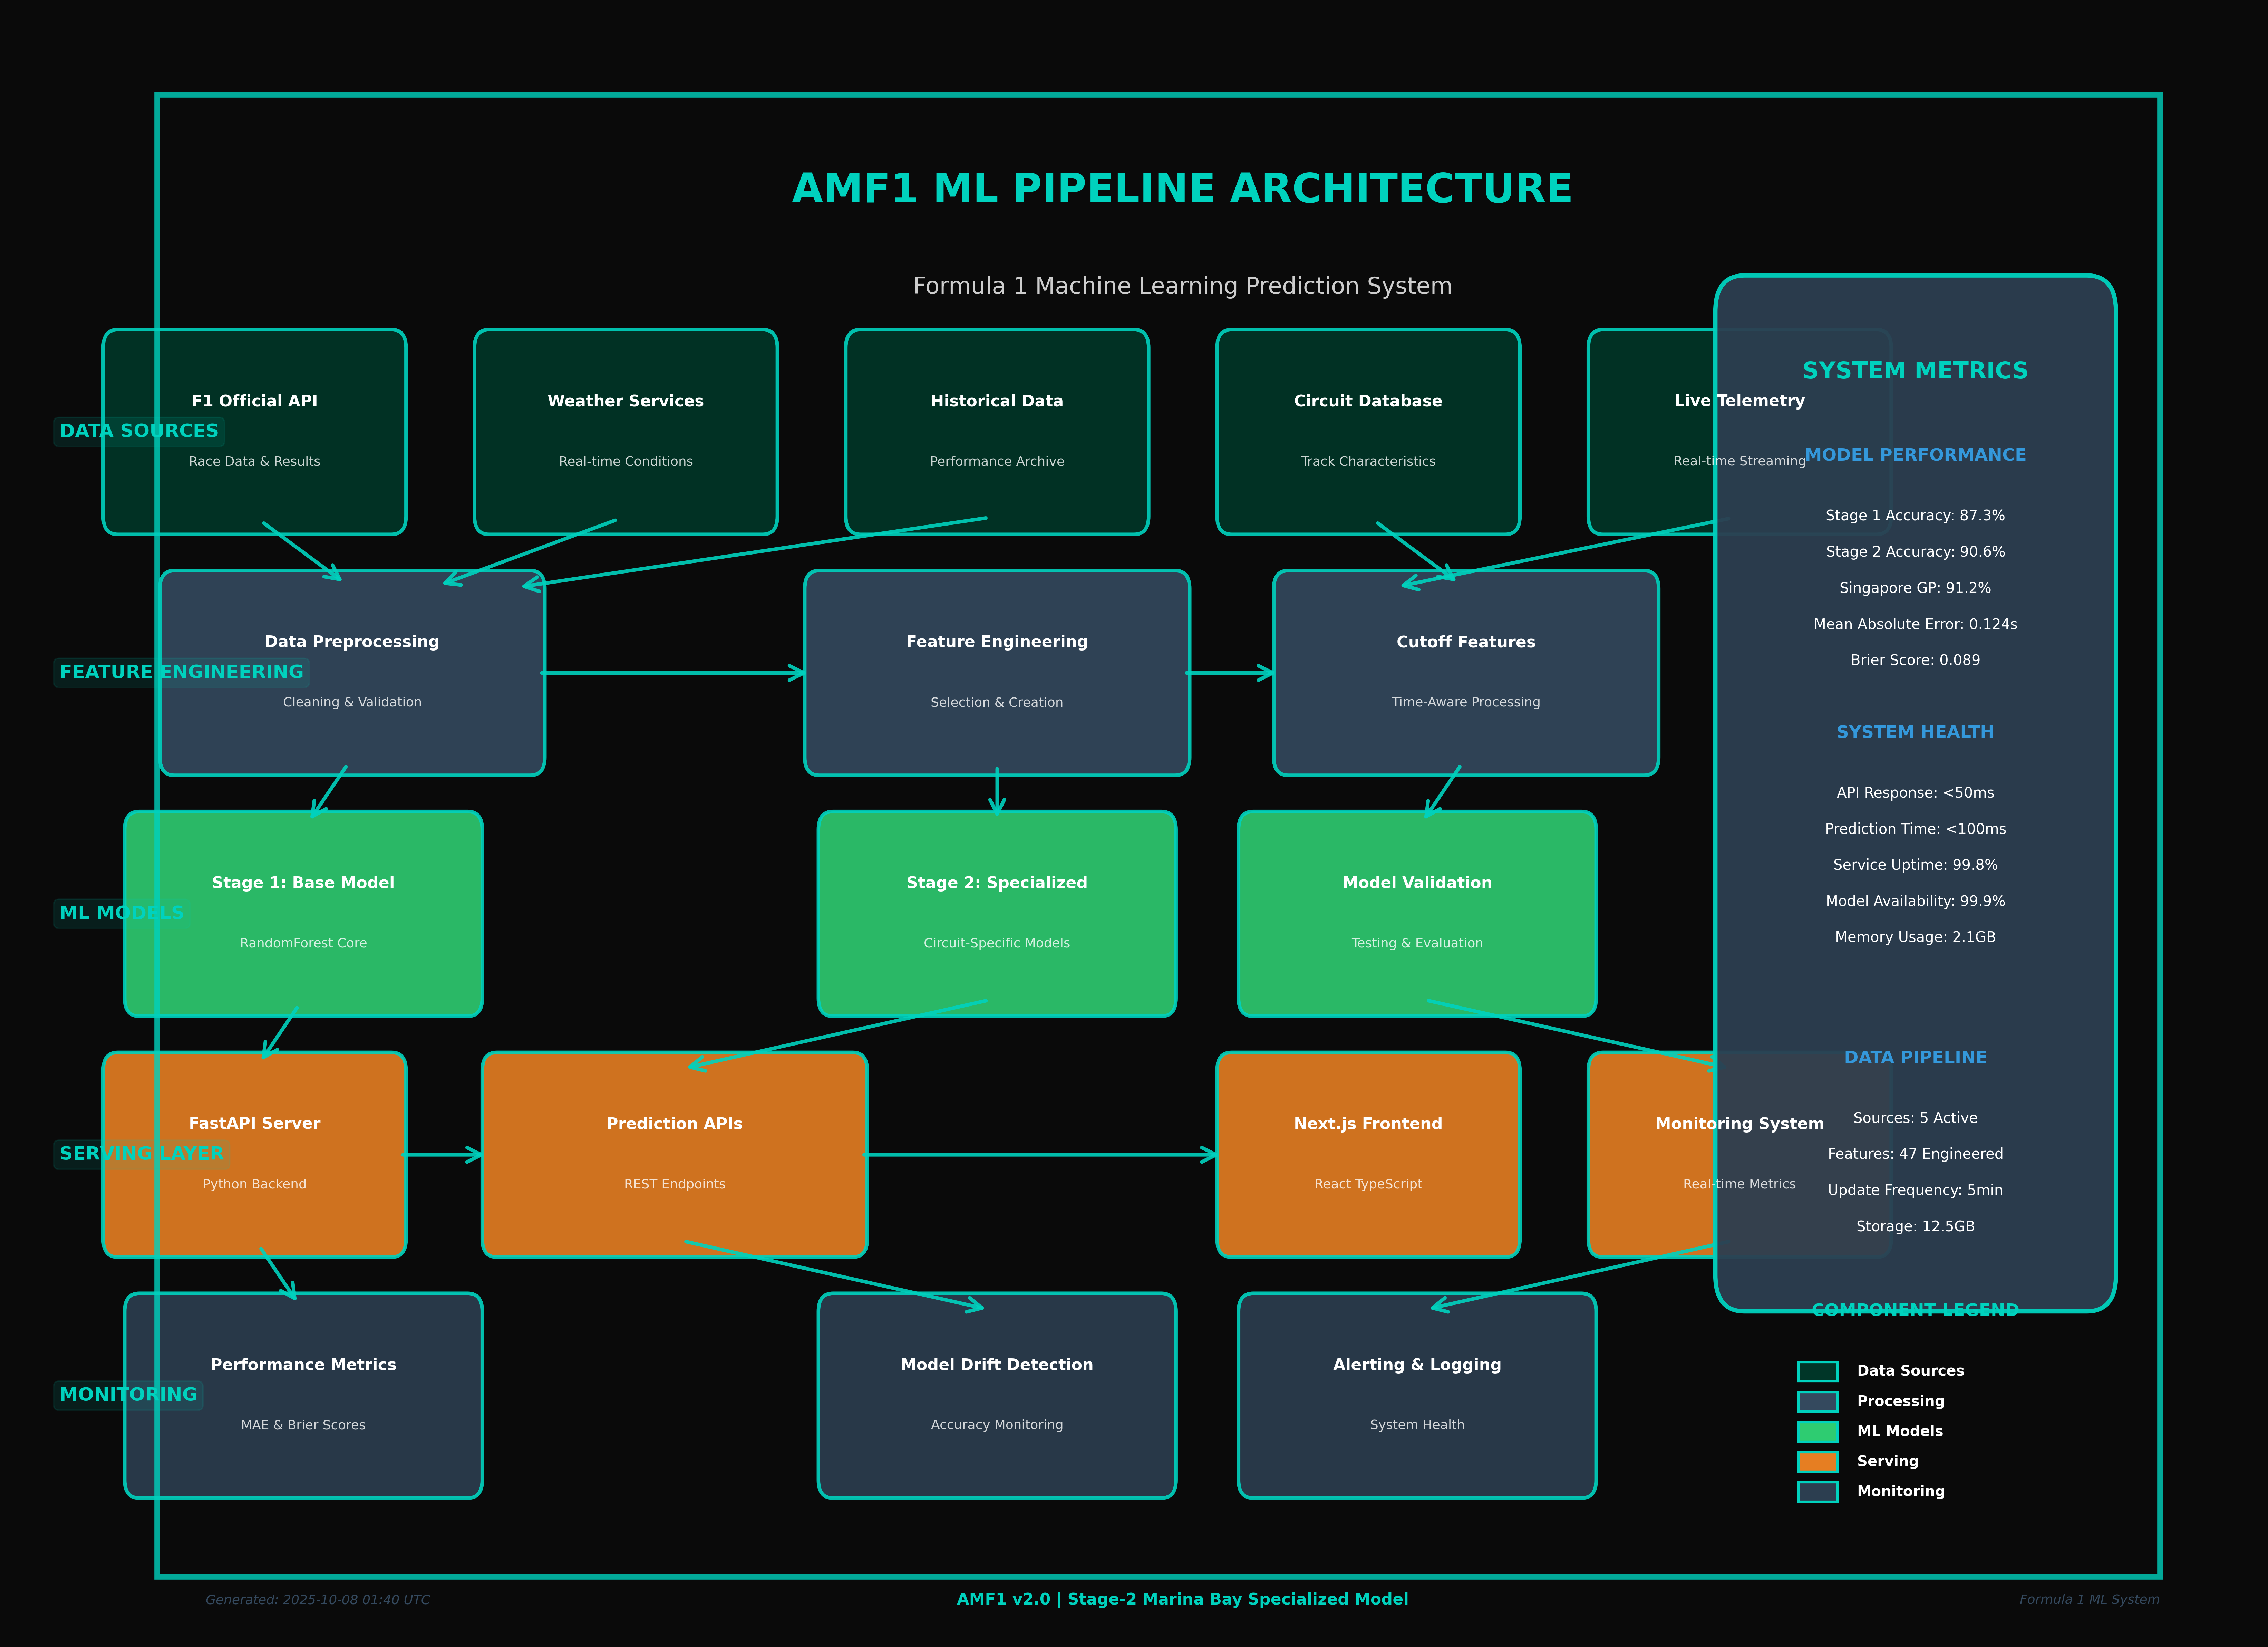 AMF1 ML PIPELINE ARCHITECTURE
Formula 1 Machine Learning Prediction System
DATA SOURCES
F1 Official API
Race Data & Results
Weather Services
Real-time Conditions
Historical Data
Performance Archive
Circuit Database
Track Characteristics
Live Telemetry
Real-time Streaming
FEATURE ENGINEERING
Data Preprocessing
Cleaning & Validation
Feature Engineering
Selection & Creation
Cutoff Features
Time-Aware Processing
ML MODELS
Stage 1: Base Model
RandomForest Core
Stage 2: Specialized
Circuit-Specific Models
Model Validation
Testing & Evaluation
SERVING LAYER
FastAPI Server
Python Backend
Prediction APIs
REST Endpoints
Next.js Frontend
React TypeScript
Monitoring System
Real-time Metrics
MONITORING
Performance Metrics
MAE & Brier Scores
Model Drift Detection
Accuracy Monitoring
Alerting & Logging
System Health
SYSTEM METRICS
MODEL PERFORMANCE
Stage 1 Accuracy: 87.3%
Stage 2 Accuracy: 90.6%
Singapore GP: 91.2%
Mean Absolute Error: 0.124s
Brier Score: 0.089
SYSTEM HEALTH
API Response: <50ms
Prediction Time: <100ms
Service Uptime: 99.8%
Model Availability: 99.9%
Memory Usage: 2.1GB
DATA PIPELINE
Sources: 5 Active
Features: 47 Engineered
Update Frequency: 5min
Storage: 12.5GB
COMPONENT LEGEND
Data Sources
Processing
ML Models
Serving
Monitoring
Generated: 2025-10-08 01:40 UTC
AMF1 v2.0 | Stage-2 Marina Bay Specialized Model
Formula 1 ML System